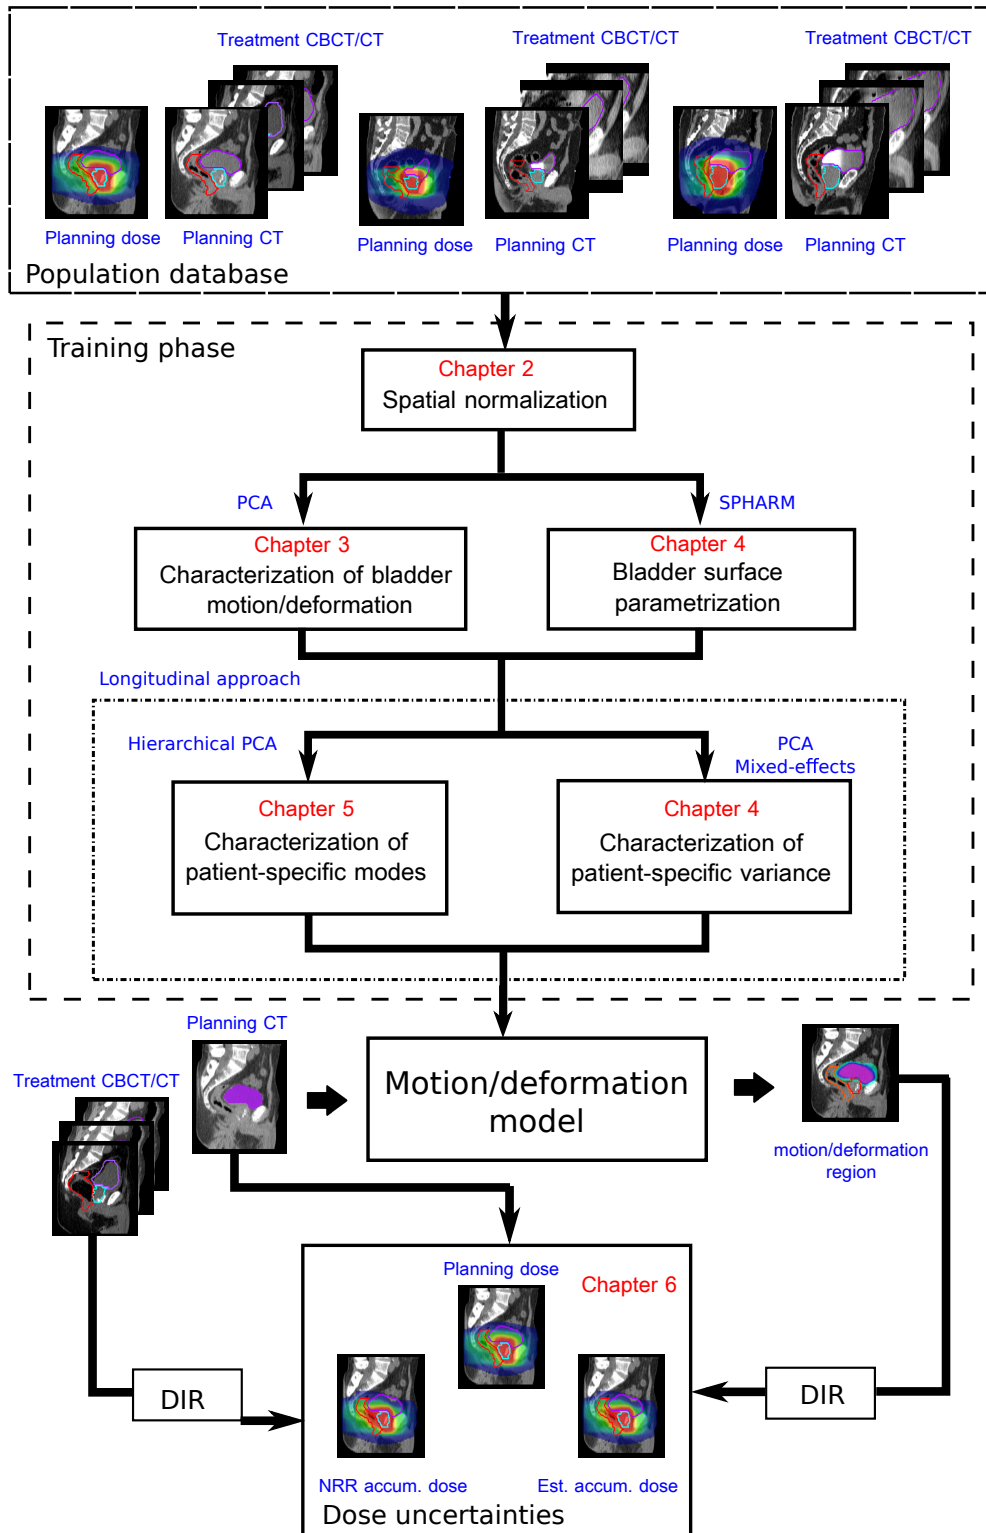 Treatment CBCT/CT
Treatment CBCT/CT
Treatment CBCT/CT
Planning dose
Planning CT
Planning dose
Planning CT
Planning dose
Planning CT
Population database
Training phase
Chapter 2
Spatial normalization
PCA
SPHARM
Chapter 3
Characterization of bladder
motion/deformation
Chapter 4
Bladder surface
parametrization
Longitudinal approach
Hierarchical PCA
PCA
Mixed-effects
Chapter 5
Characterization of
patient-specific modes
Chapter 4
Characterization of
patient-specific variance
Planning CT
Treatment CBCT/CT
Motion/deformation
model
motion/deformation
region
Planning dose
Chapter 6
DIR
DIR
NRR accum. dose
Est. accum. dose
Dose uncertainties